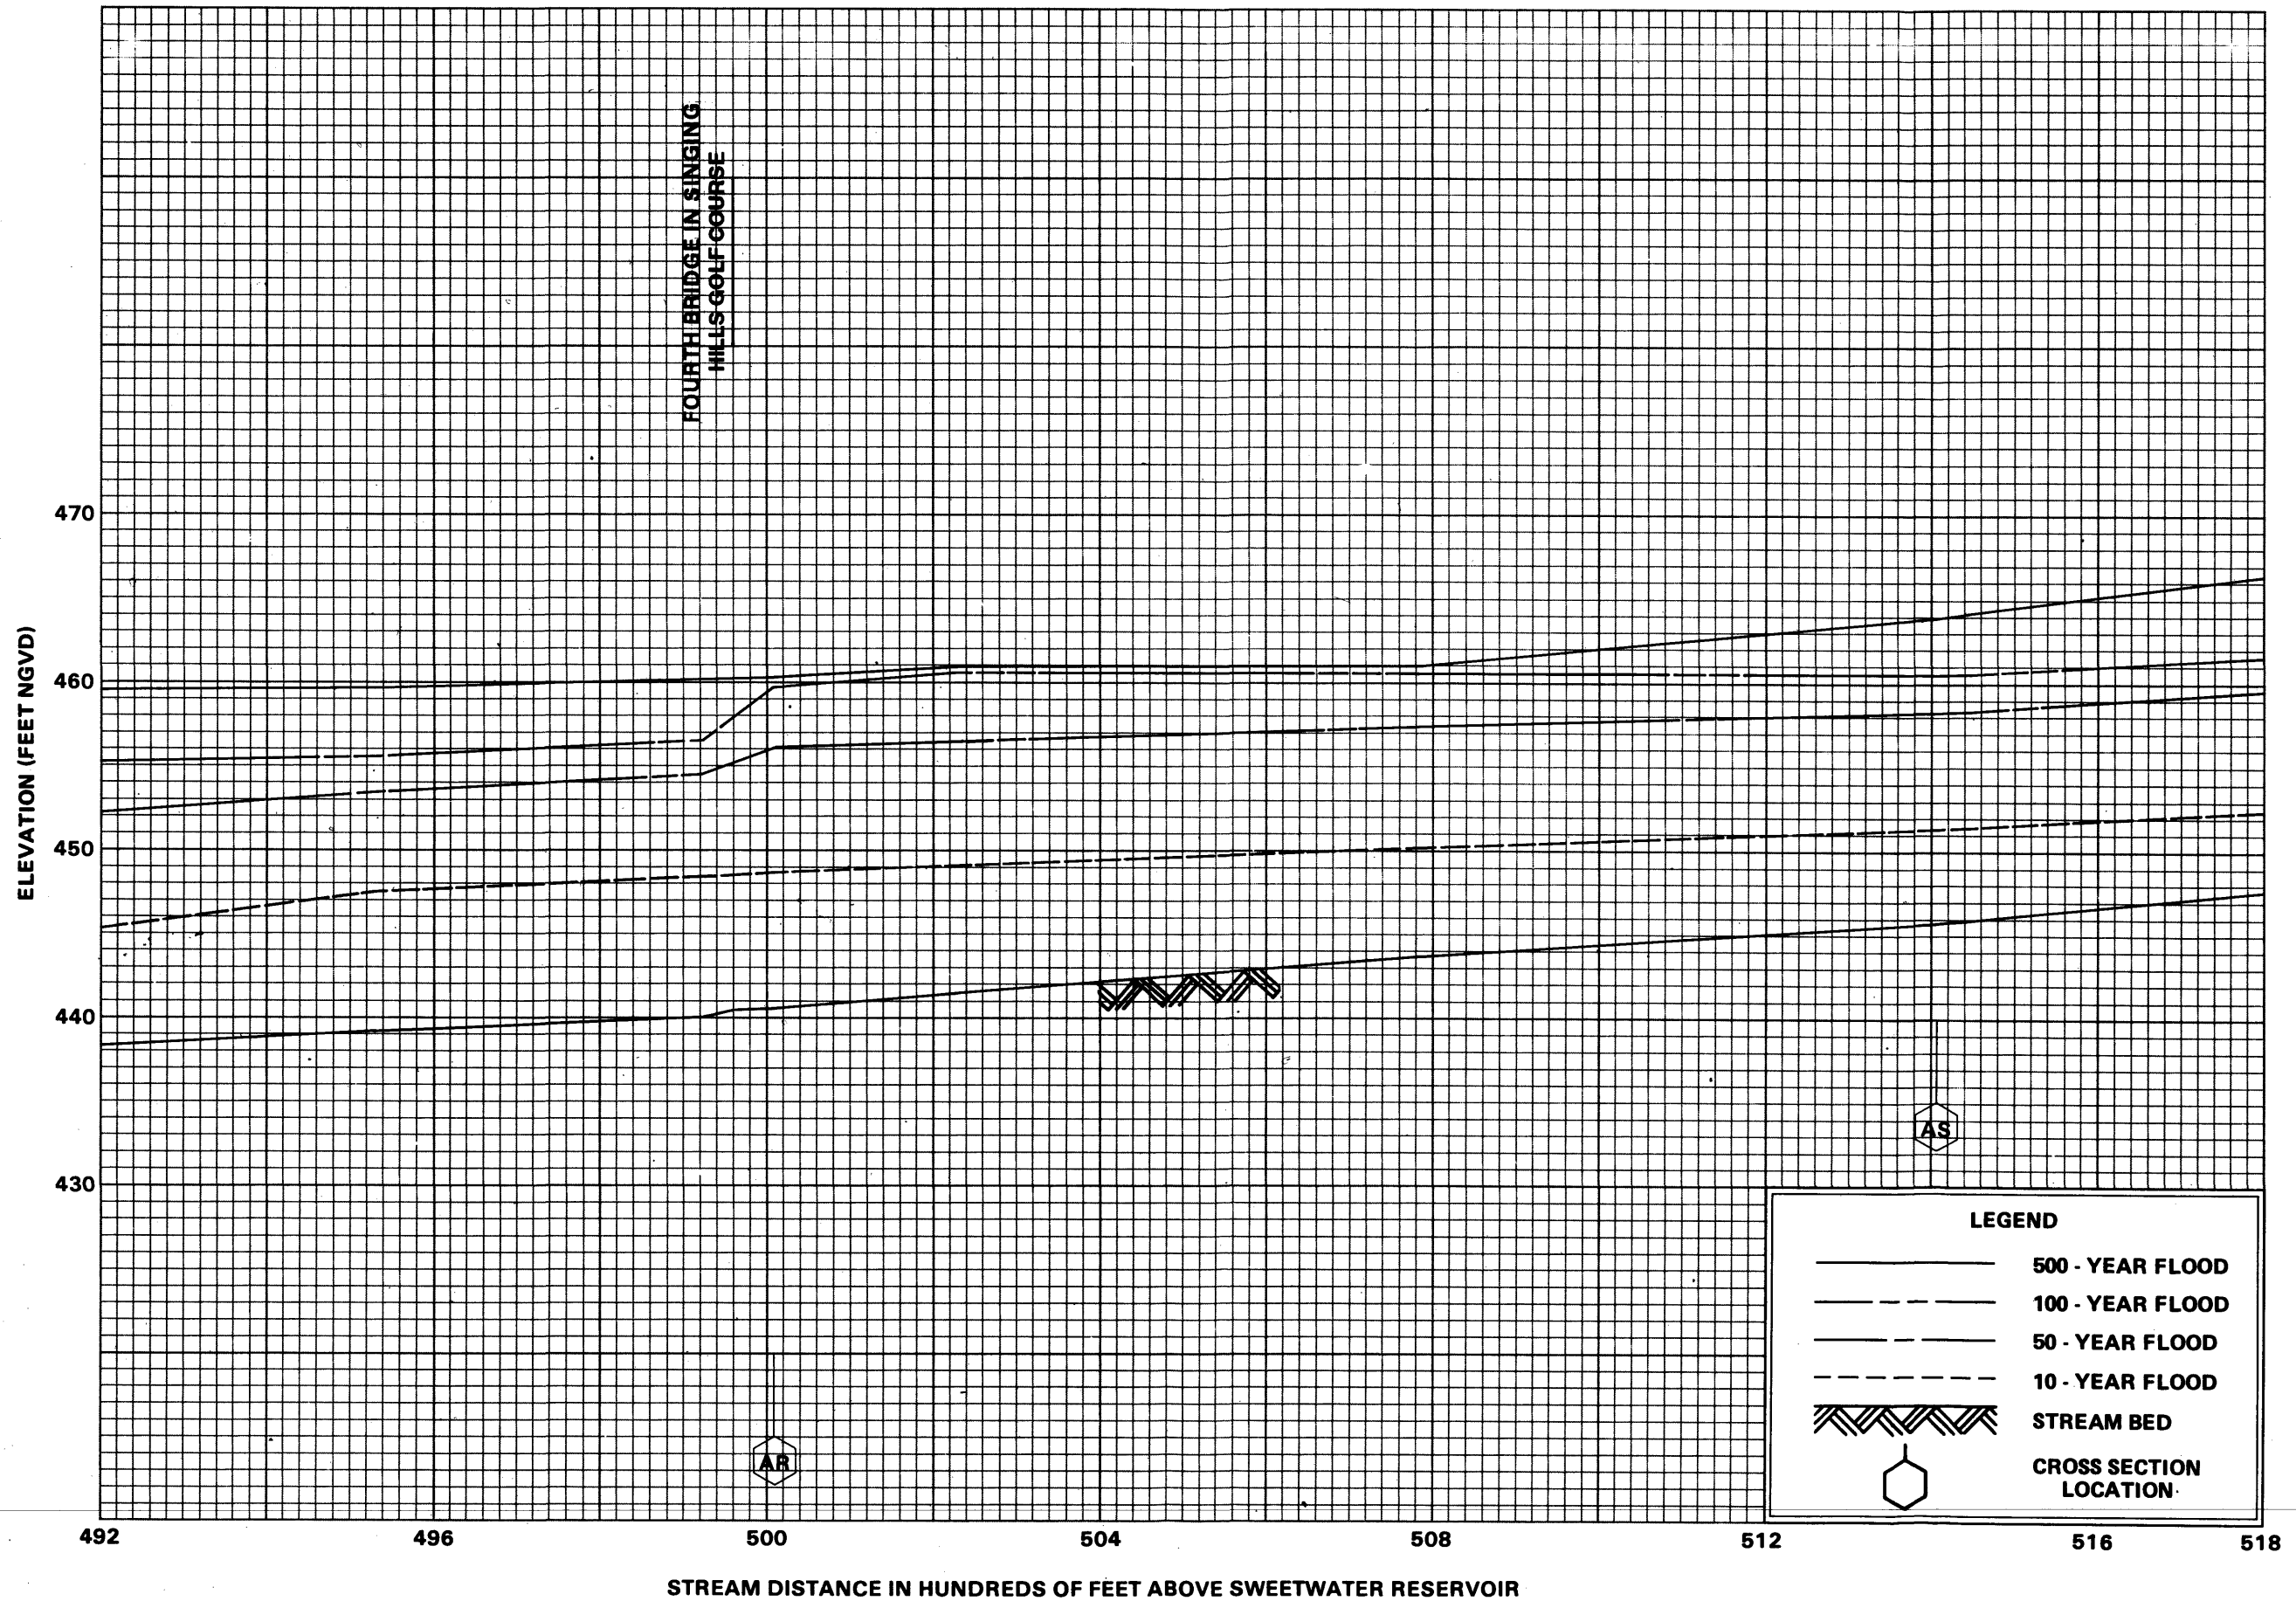 FOURTH BRIDGE IN SINGING
HILLS GOLF COURSE
ELEVATION (FEET NGVD)
470
460
450
440
430
AS
AR
LEGEND
500 - YEAR FLOOD
100 - YEAR FLOOD
50 - YEAR FLOOD
10 - YEAR FLOOD
STREAM BED
CROSS SECTION
LOCATION
492
496
500
504
508
512
516
518
STREAM DISTANCE IN HUNDREDS OF FEET ABOVE SWEETWATER RESERVOIR